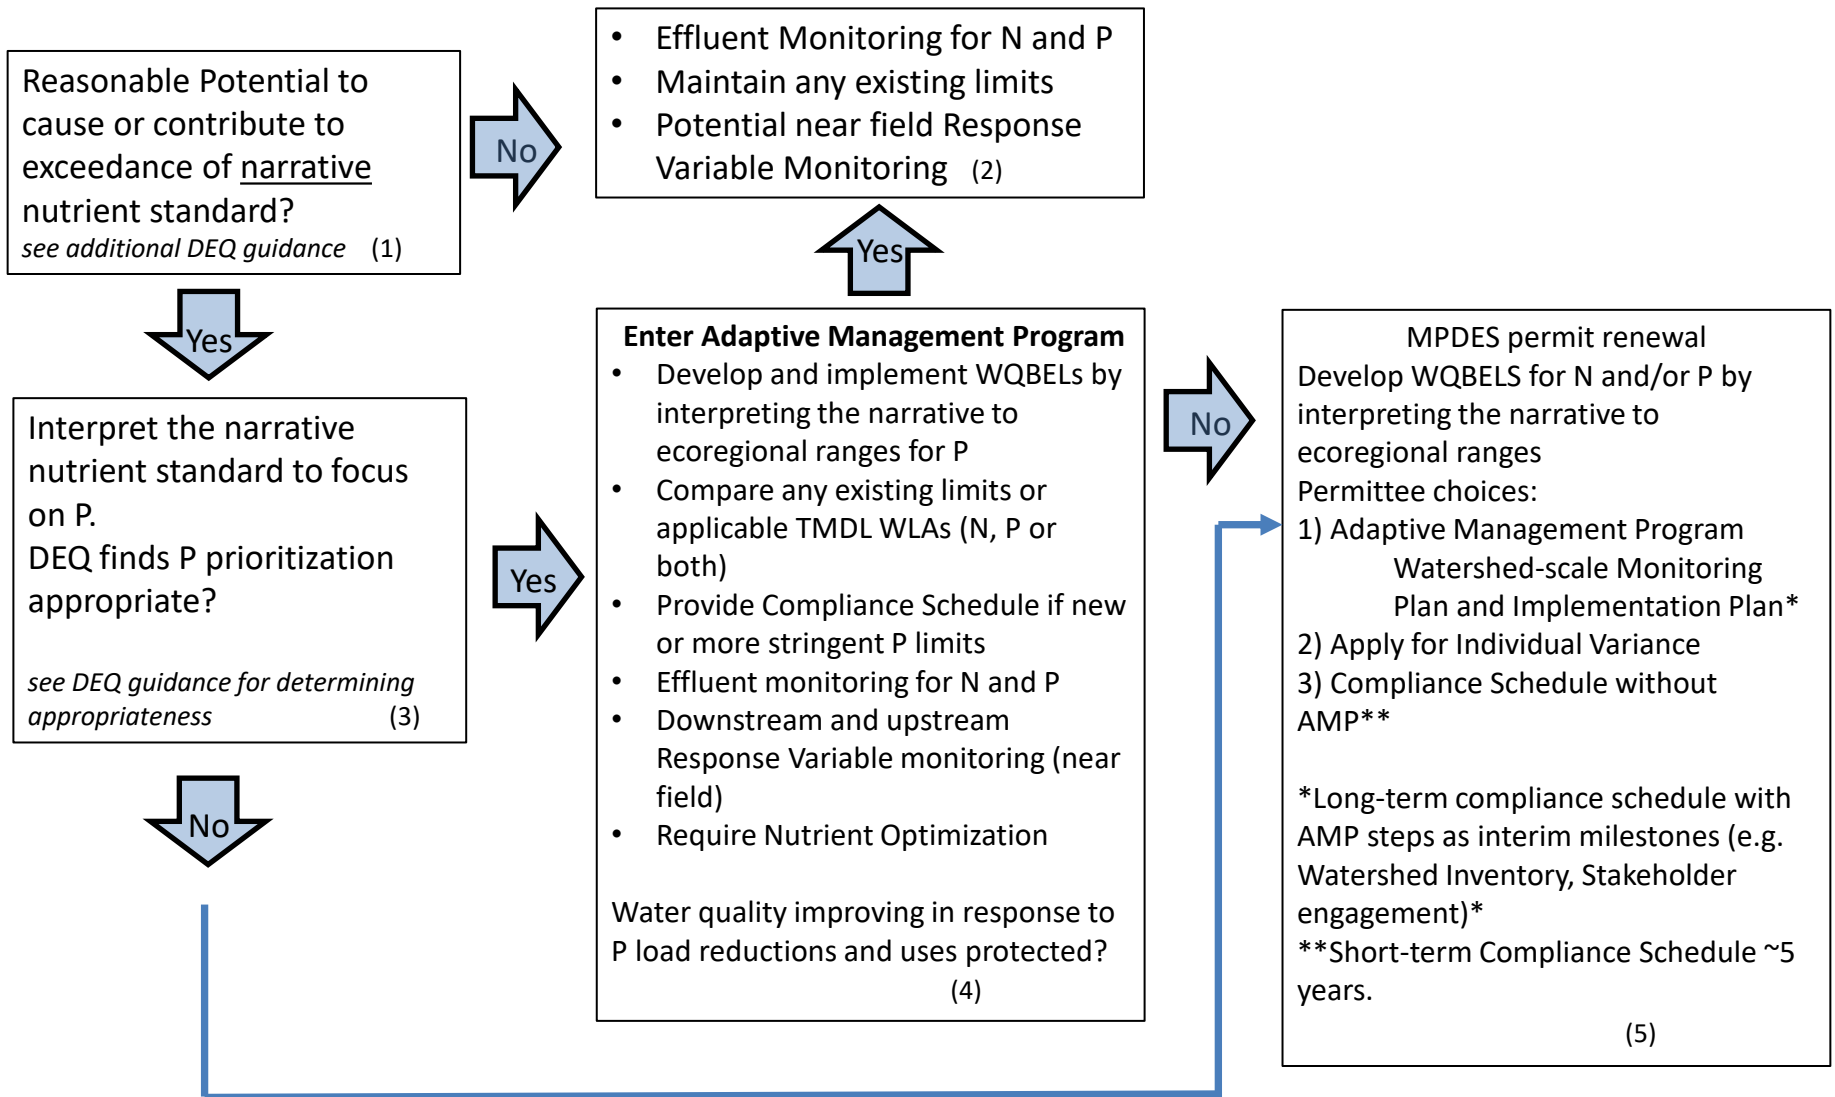 Reasonable Potential to
cause or contribute to
exceedance of narrative
nutrient standard?
see additional DEQ guidance (1)
No
• Effluent Monitoring for N and P
• Maintain any existing limits
• Potential near field Response
Variable Monitoring (2)
Yes
Yes
Interpret the narrative
nutrient standard to focus
on P.
DEQ finds P prioritization
appropriate?
see DEQ guidance for determining
appropriateness (3)
Yes
No
Enter Adaptive Management Program
• Develop and implement WQBELs by
interpreting the narrative to
ecoregional ranges for P
• Compare any existing limits or
applicable TMDL WLAs (N, P or
both)
• Provide Compliance Schedule if new
or more stringent P limits
• Effluent monitoring for N and P
• Downstream and upstream
Response Variable monitoring (near
field)
• Require Nutrient Optimization
Water quality improving in response to
P load reductions and uses protected?
(4)
No
MPDES permit renewal
Develop WQBELS for N and/or P by
interpreting the narrative to
ecoregional ranges
Permittee choices:
1) Adaptive Management Program
Watershed-scale Monitoring
Plan and Implementation Plan*
2) Apply for Individual Variance
3) Compliance Schedule without
AMP**
*Long-term compliance schedule with
AMP steps as interim milestones (e.g.
Watershed Inventory, Stakeholder
engagement)*
**Short-term Compliance Schedule ~5
years.
(5)